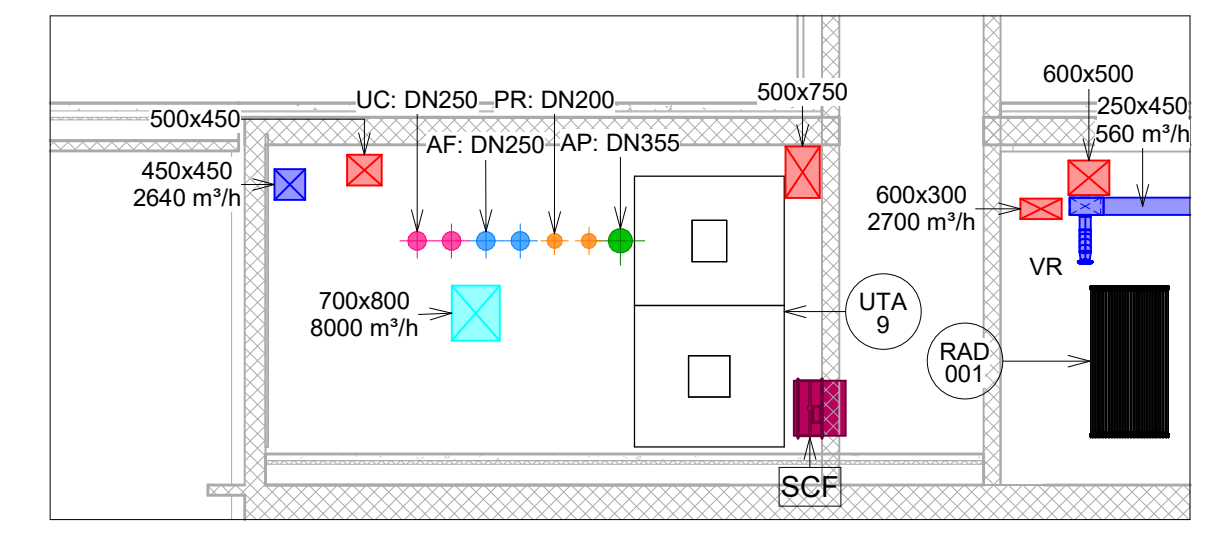 600x500
500x750
UC: DN250
PR: DN200
250x450
560 m³/h
500x450
AF: DN250
AP: DN355
450x450
2640 m³/h
600x300
2700 m³/h
VR
700x800
8000 m³/h
UTA
9
RAD
001
SCF